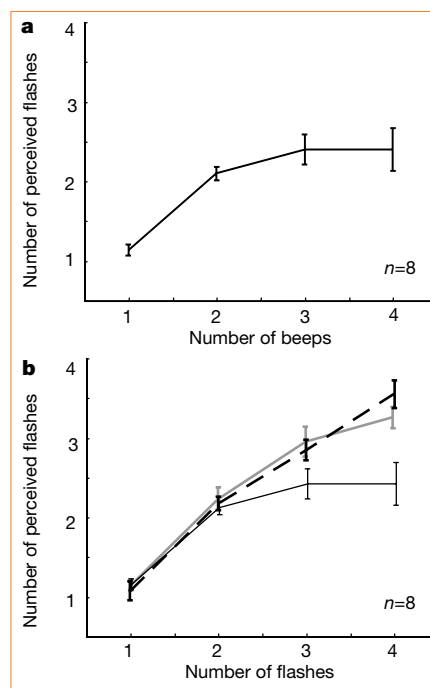 a
4
3
2
1
Number of perceived flashes
n=8
1 2 3 4
Number of beeps
b
4
3
2
1
Number of perceived flashes
n=8
1 2 3 4
Number of flashes